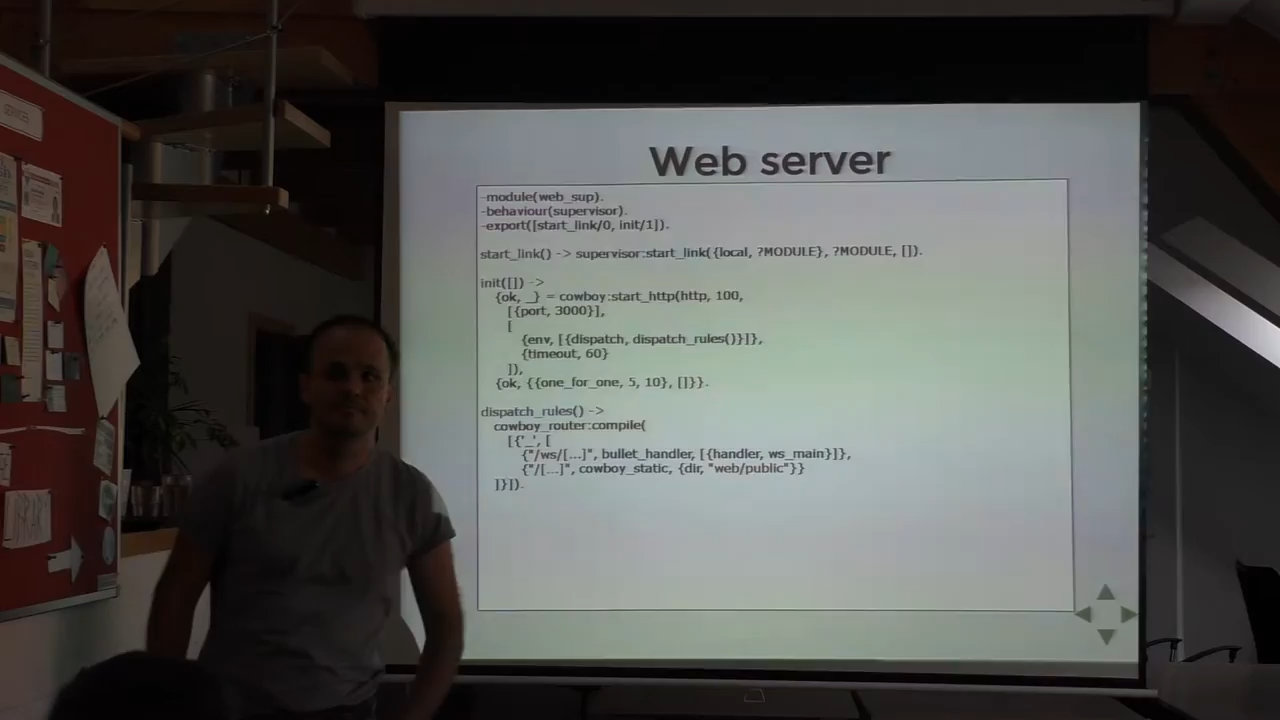 SERVICES
Web server
-module(web_sup).
-behaviour(supervisor).
-export([start_link/0, init/1]).
start_link() -> supervisor:start_link({local, ?MODULE}, ?MODULE, []).
init([]) ->
{ok, _} = cowboy:start_http(http, 100,
[{port, 3000}],
[
{env, [{dispatch, dispatch_rules()}]},
{timeout, 60}
]),
{ok, {{one_for_one, 5, 10}, []}}.
dispatch_rules() ->
cowboy_router:compile(
[{'_', [
{"/ws/[...]", bullet_handler, [{handler, ws_main}]},
{"/[...]", cowboy_static, {dir, "web/public"}}
]}]).